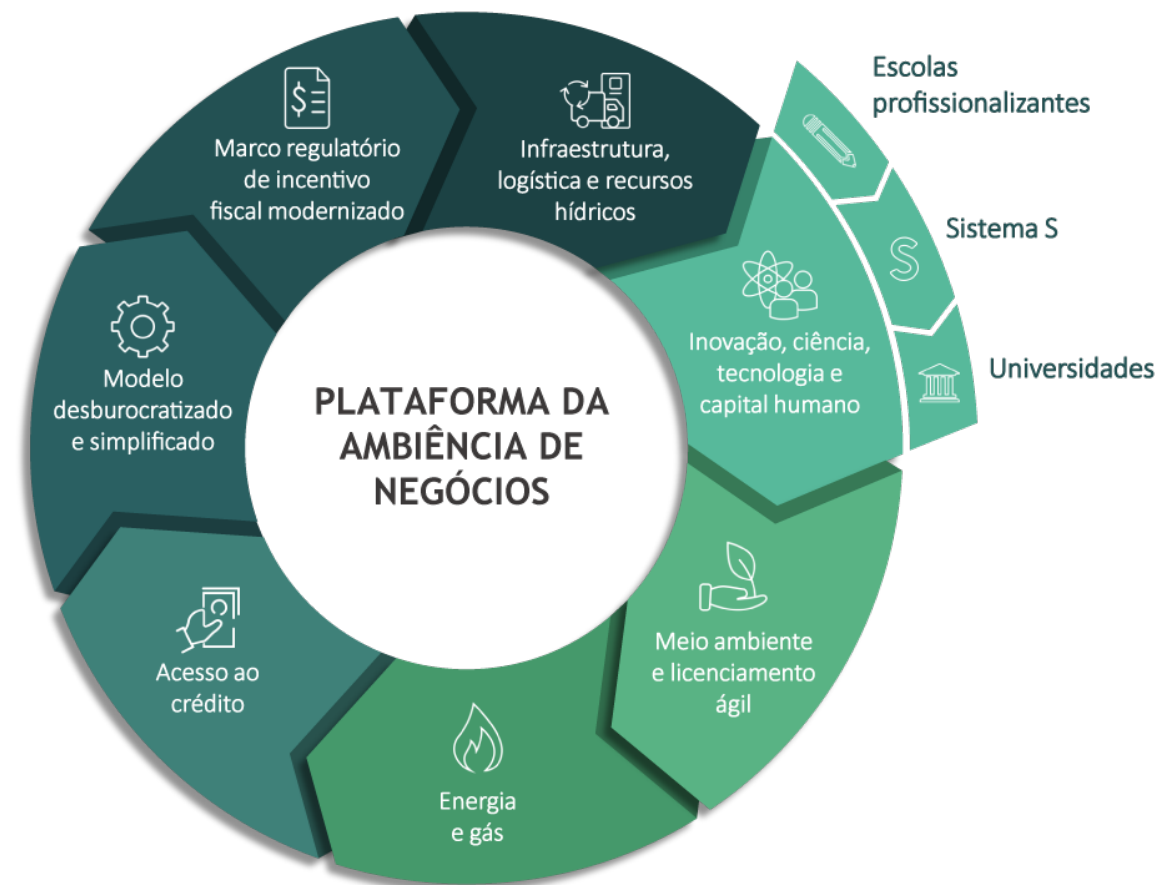 Marco regulatório
de incentivo
fiscal modernizado
Infraestrutura,
logística e recursos
hídricos
Escolas
profissionalizantes
Sistema S
S
Universidades
Inovação, ciência,
tecnologia e
capital humano
Modelo
desburocratizado
e simplificado
PLATAFORMA DA
AMBIÊNCIA DE
NEGÓCIOS
Meio ambiente
e licenciamento
ágil
Acesso ao
crédito
Energia
e gás
$